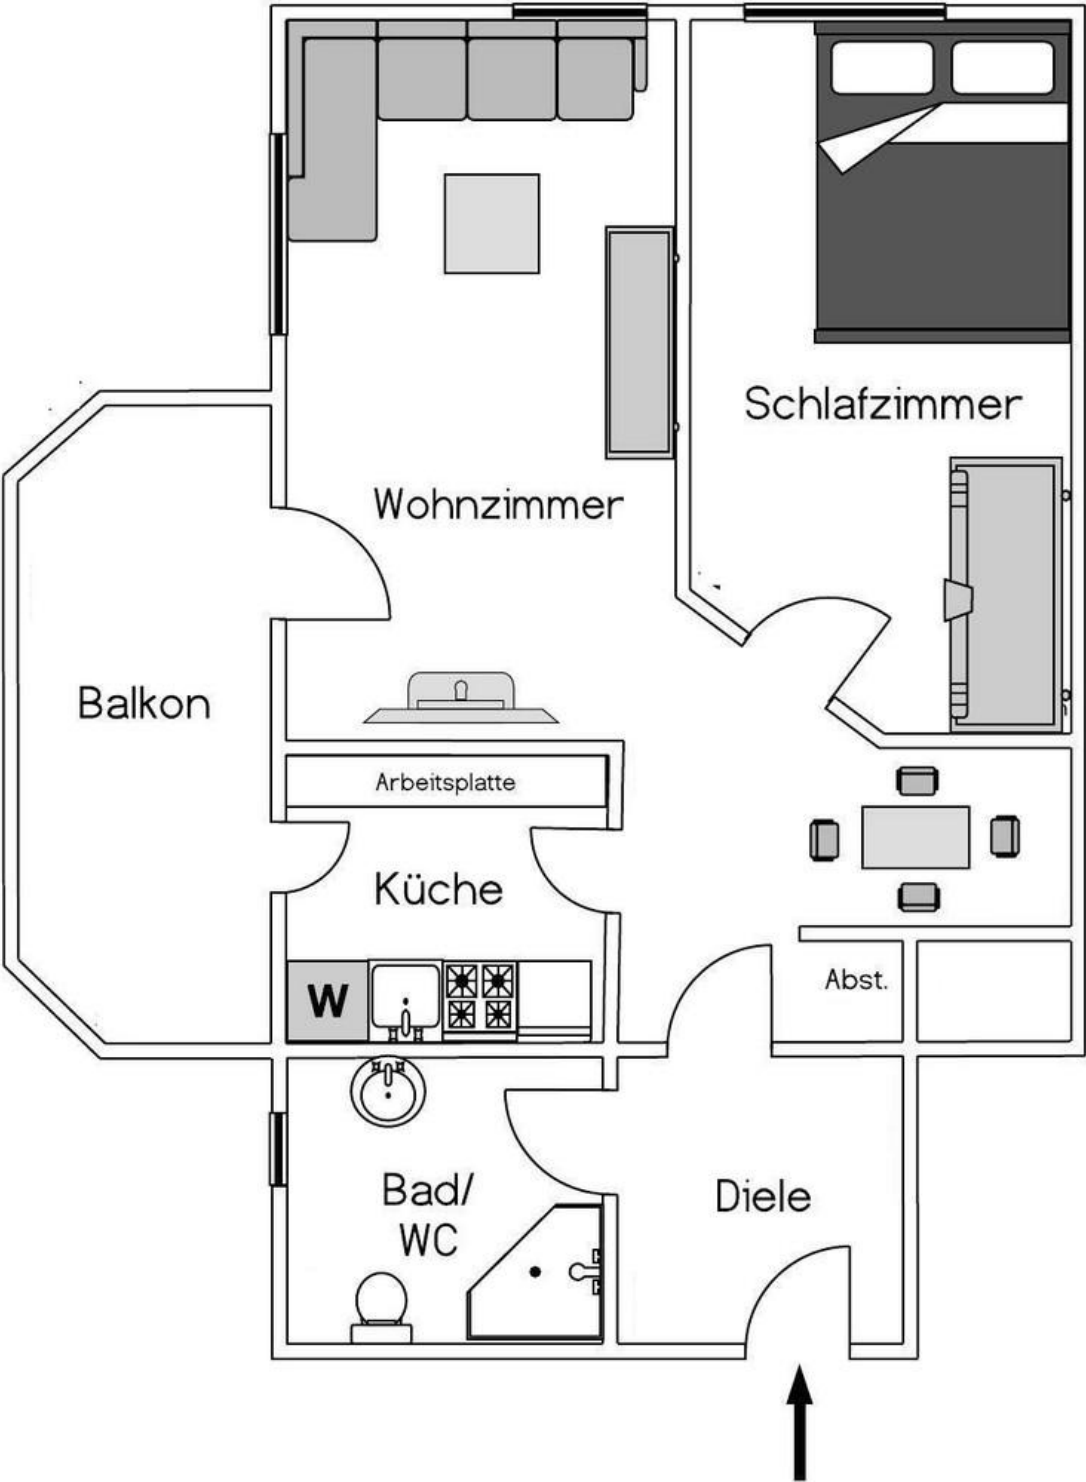 Schlafzimmer
Wohnzimmer
Balkon
Arbeitsplatte
Küche
Abst.
W
Bad/
WC
Diele